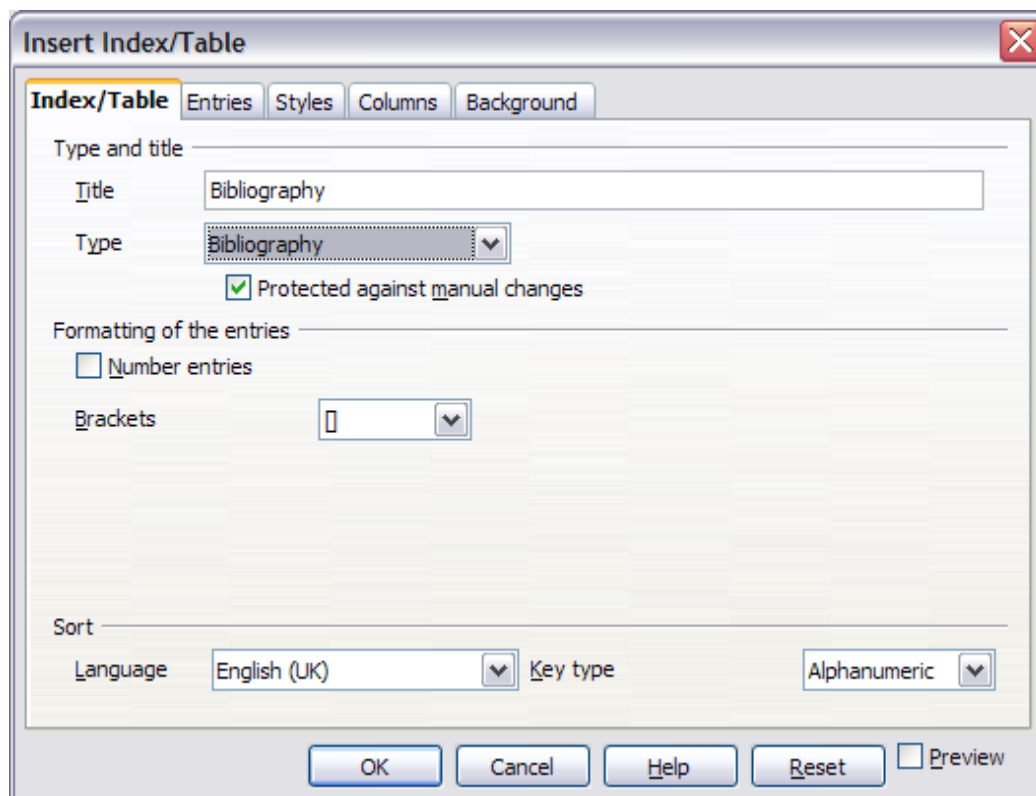 Insert Index/Table
Index/Table Entries Styles Columns Background
Type and title
Title Bibliography
Type Bibliography
Protected against manual changes
Formatting of the entries
Number entries
Brackets []
Sort
Language English (UK) Key type Alphanumeric
OK Cancel Help Reset Preview